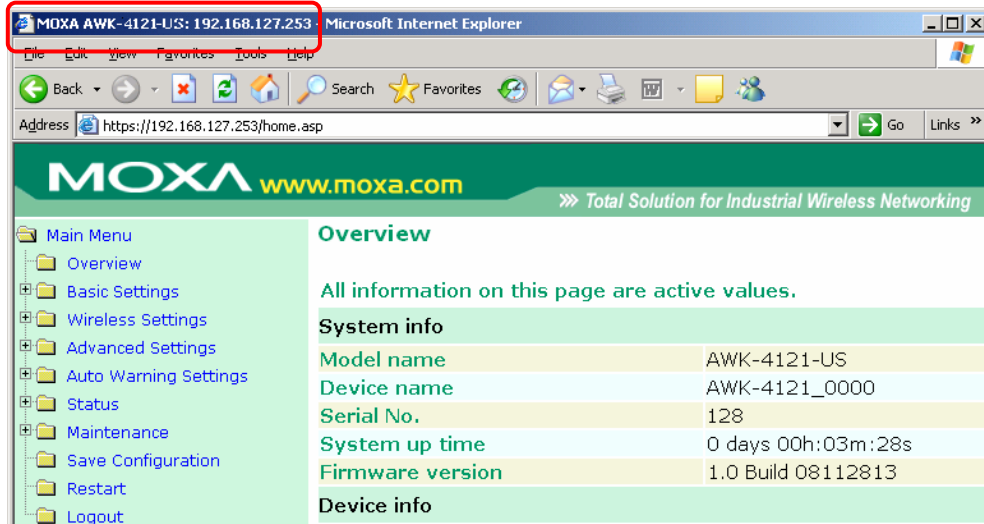 MOXA AWK-4121-US: 192.168.127.253 - Microsoft Internet Explorer
File Edit View Favorites Tools Help
Back Search Favorites
Address https://192.168.127.253/home.asp Go Links »
MOXA www.moxa.com
»» Total Solution for Industrial Wireless Networking
Main Menu
Overview
Basic Settings
Wireless Settings
Advanced Settings
Auto Warning Settings
Status
Maintenance
Save Configuration
Restart
Logout
Overview
All information on this page are active values.
System info
Model name AWK-4121-US
Device name AWK-4121_0000
Serial No. 128
System up time 0 days 00h:03m:28s
Firmware version 1.0 Build 08112813
Device info